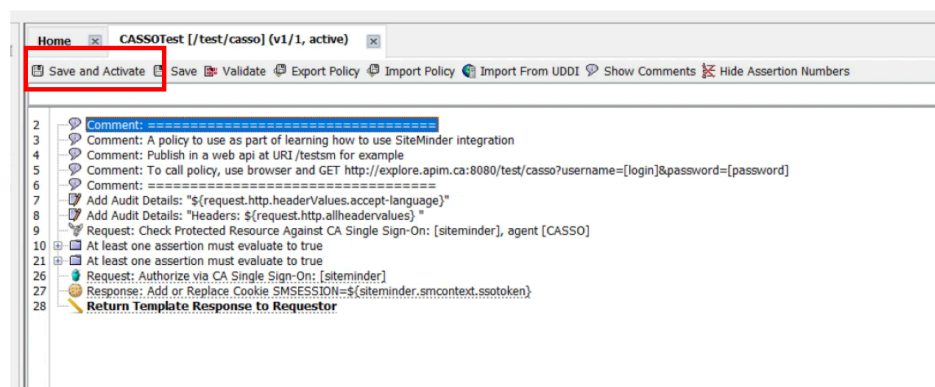 Home CASSOTest [/test/casso] (v1/1, active)
Save and Activate Save Validate Export Policy Import Policy Import From UDDI Show Comments Hide Assertion Numbers
2 Comment: ==================================
3 Comment: A policy to use as part of learning how to use SiteMinder integration
4 Comment: Publish in a web api at URI /testsm for example
5 Comment: To call policy, use browser and GET http://explore.apim.ca:8080/test/casso?username=[login]&password=[password]
6 Comment: ==================================
7 Add Audit Details: "${request.http.headerValues.accept-language}"
8 Add Audit Details: "Headers: ${request.http.allheadervalues} "
9 Request: Check Protected Resource Against CA Single Sign-On: [siteminder], agent [CASSO]
10 At least one assertion must evaluate to true
21 At least one assertion must evaluate to true
26 Request: Authorize via CA Single Sign-On: [siteminder]
27 Response: Add or Replace Cookie SMSESSION=${siteminder.smcontext.ssotoken}
28 Return Template Response to Requestor